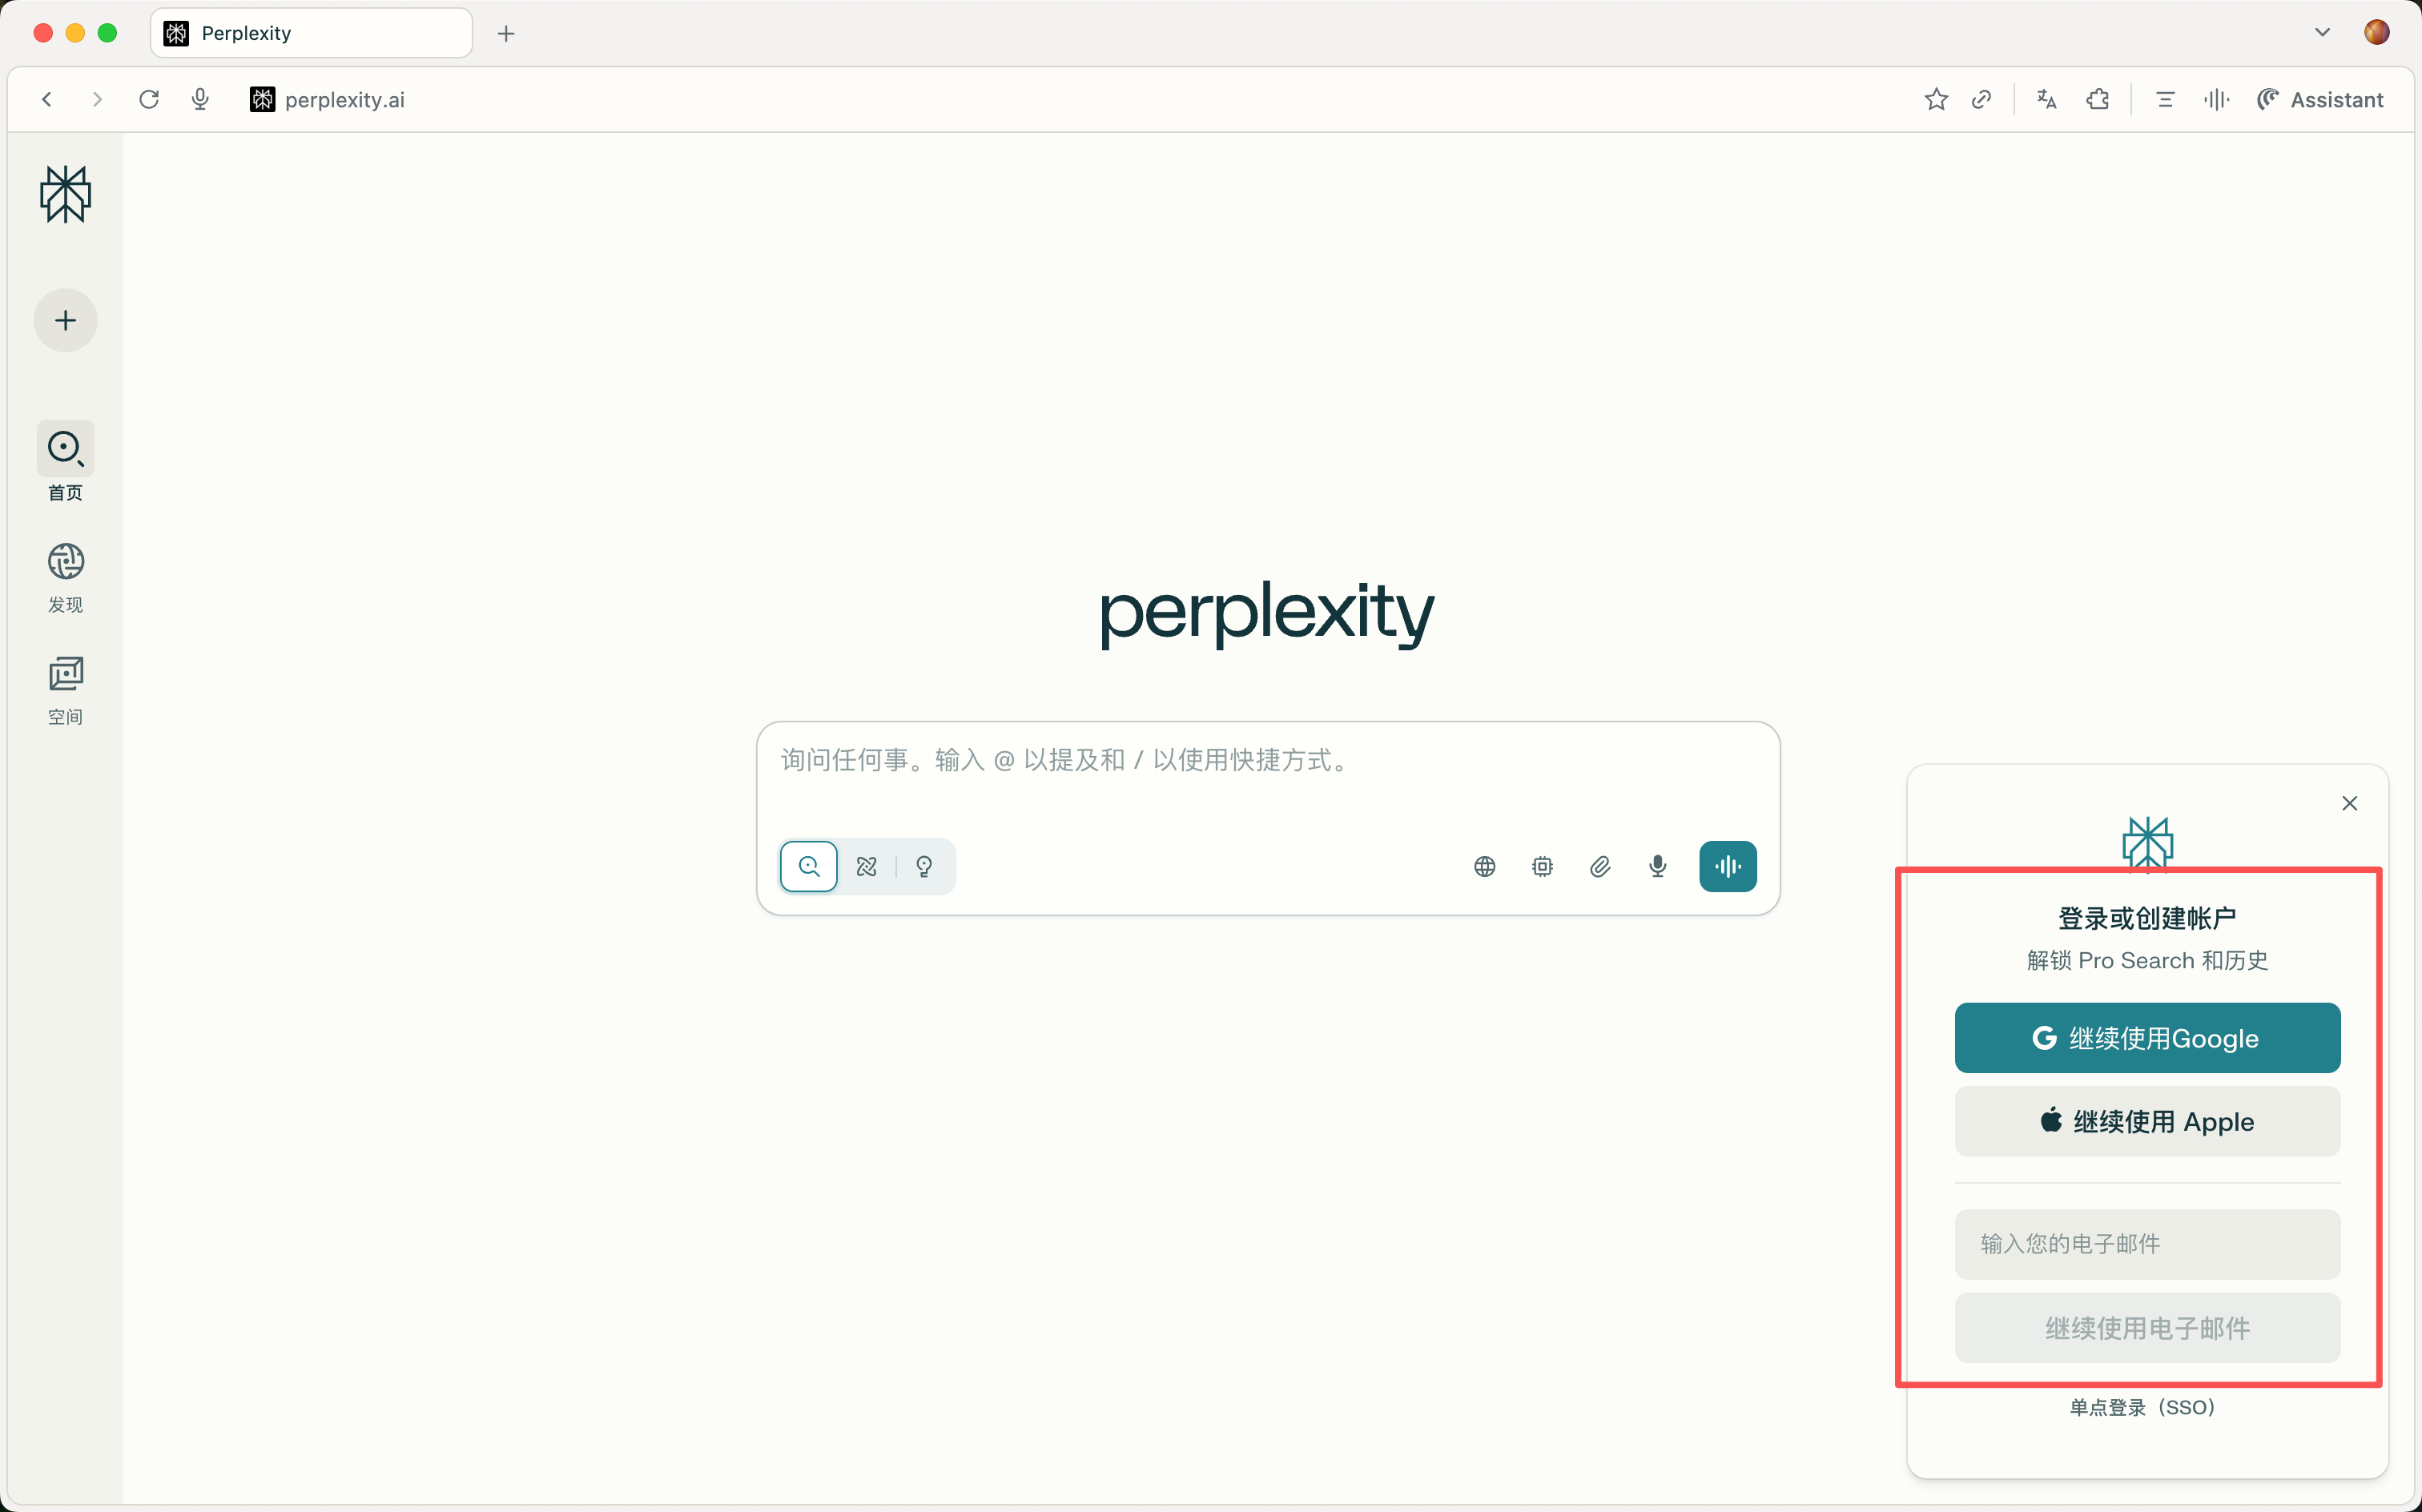 Perplexity
perplexity.ai
Assistant
首页
发现
空间
perplexity
询问任何事。输入 @ 以提及和 / 以使用快捷方式。
登录或创建帐户
解锁 Pro Search 和历史
继续使用Google
继续使用 Apple
输入您的电子邮件
继续使用电子邮件
单点登录（SSO）